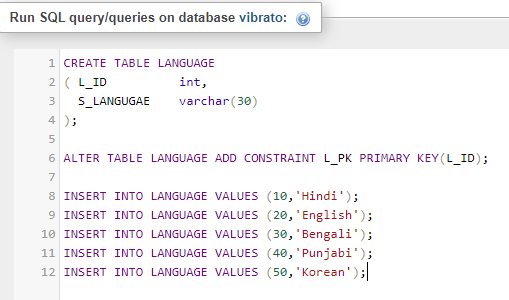 Run SQL query/queries on database vibrato:
1 CREATE TABLE LANGUAGE
2 ( L_ID int,
3 S_LANGUGAE varchar(30)
4 );
5
6 ALTER TABLE LANGUAGE ADD CONSTRAINT L_PK PRIMARY KEY(L_ID);
7
8 INSERT INTO LANGUAGE VALUES (10,'Hindi');
9 INSERT INTO LANGUAGE VALUES (20,'English');
10 INSERT INTO LANGUAGE VALUES (30,'Bengali');
11 INSERT INTO LANGUAGE VALUES (40,'Punjabi');
12 INSERT INTO LANGUAGE VALUES (50,'Korean');